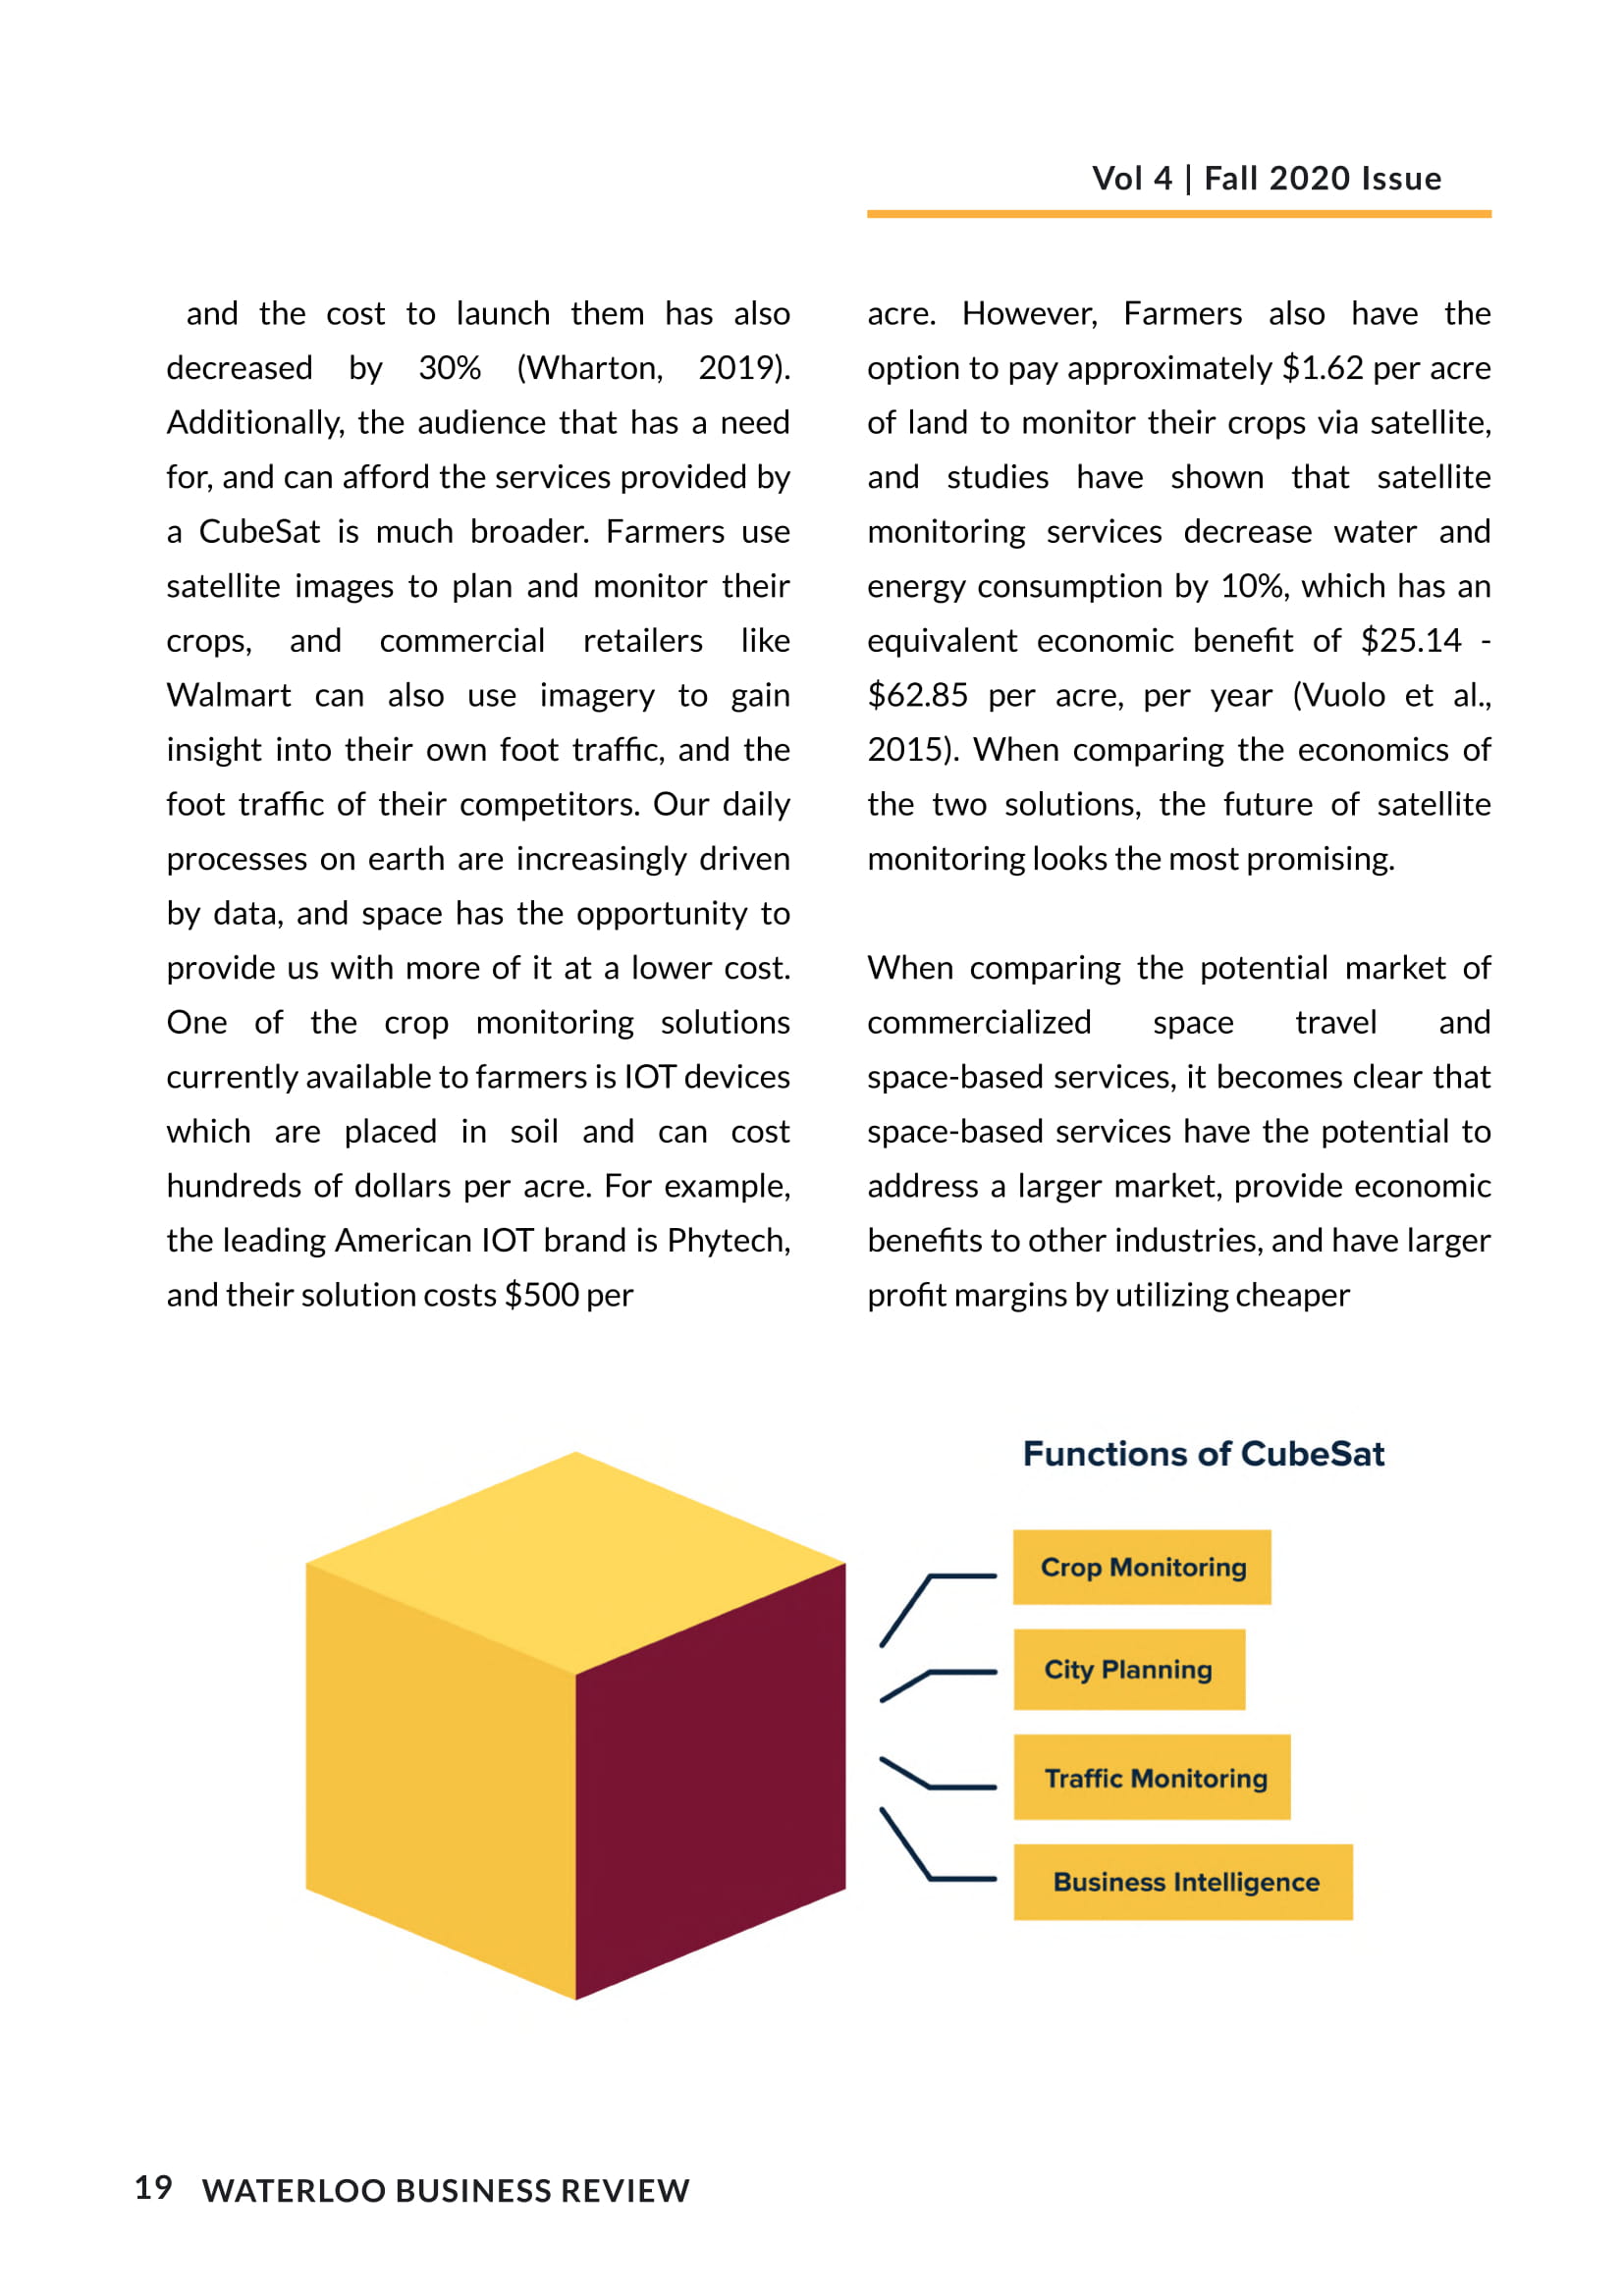 Vol 4 | Fall 2020 Issue
and the cost to launch them has also
decreased by 30% (Wharton, 2019).
Additionally, the audience that has a need
for, and can afford the services provided by
a CubeSat is much broader. Farmers use
satellite images to plan and monitor their
crops, and commercial retailers like
Walmart can also use imagery to gain
insight into their own foot traffic, and the
foot traffic of their competitors. Our daily
processes on earth are increasingly driven
by data, and space has the opportunity to
provide us with more of it at a lower cost.
One of the crop monitoring solutions
currently available to farmers is IOT devices
which are placed in soil and can cost
hundreds of dollars per acre. For example,
the leading American IOT brand is Phytech,
and their solution costs $500 per
acre. However, Farmers also have the
option to pay approximately $1.62 per acre
of land to monitor their crops via satellite,
and studies have shown that satellite
monitoring services decrease water and
energy consumption by 10%, which has an
equivalent economic benefit of $25.14 -
$62.85 per acre, per year (Vuolo et al.,
2015). When comparing the economics of
the two solutions, the future of satellite
monitoring looks the most promising.
When comparing the potential market of
commercialized space travel and
space-based services, it becomes clear that
space-based services have the potential to
address a larger market, provide economic
benefits to other industries, and have larger
profit margins by utilizing cheaper
Functions of CubeSat
Crop Monitoring
City Planning
Traffic Monitoring
Business Intelligence
19 WATERLOO BUSINESS REVIEW